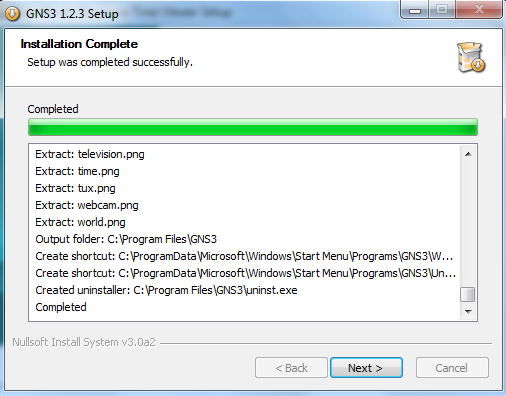 GNS3 1.2.3 Setup
Installation Complete
Setup was completed successfully.
Completed
Extract: television.png
Extract: time.png
Extract: tux.png
Extract: webcam.png
Extract: world.png
Output folder: C:\Program Files\GNS3
Create shortcut: C:\ProgramData\Microsoft\Windows\Start Menu\Programs\GNS3\W...
Create shortcut: C:\ProgramData\Microsoft\Windows\Start Menu\Programs\GNS3\Un...
Created uninstaller: C:\Program Files\GNS3\uninst.exe
Completed
Nullsoft Install System v3.0a2
< Back
Next >
Cancel